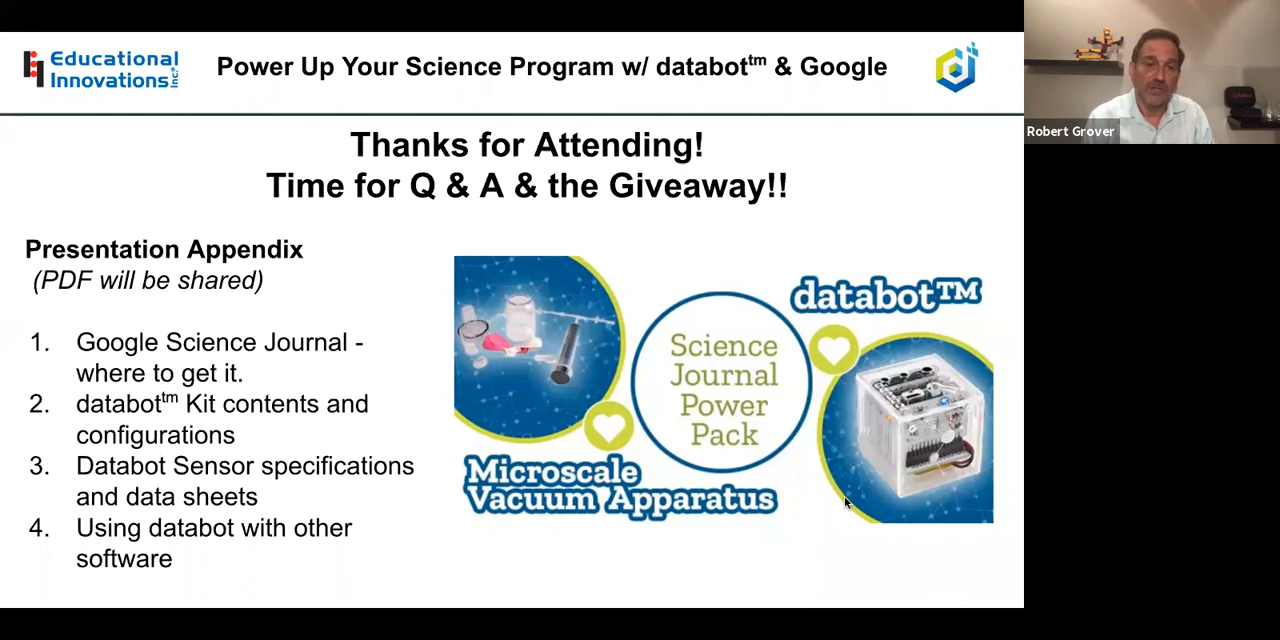 Educational
Innovations Inc®
Power Up Your Science Program w/ databot™ & Google
Robert Grover
Thanks for Attending!
Time for Q & A & the Giveaway!!
Presentation Appendix
(PDF will be shared)
1. Google Science Journal -
where to get it.
2. databot™ Kit contents and
configurations
3. Databot Sensor specifications
and data sheets
4. Using databot with other
software
databot™
Science
Journal
Power
Pack
Microscale
Vacuum Apparatus